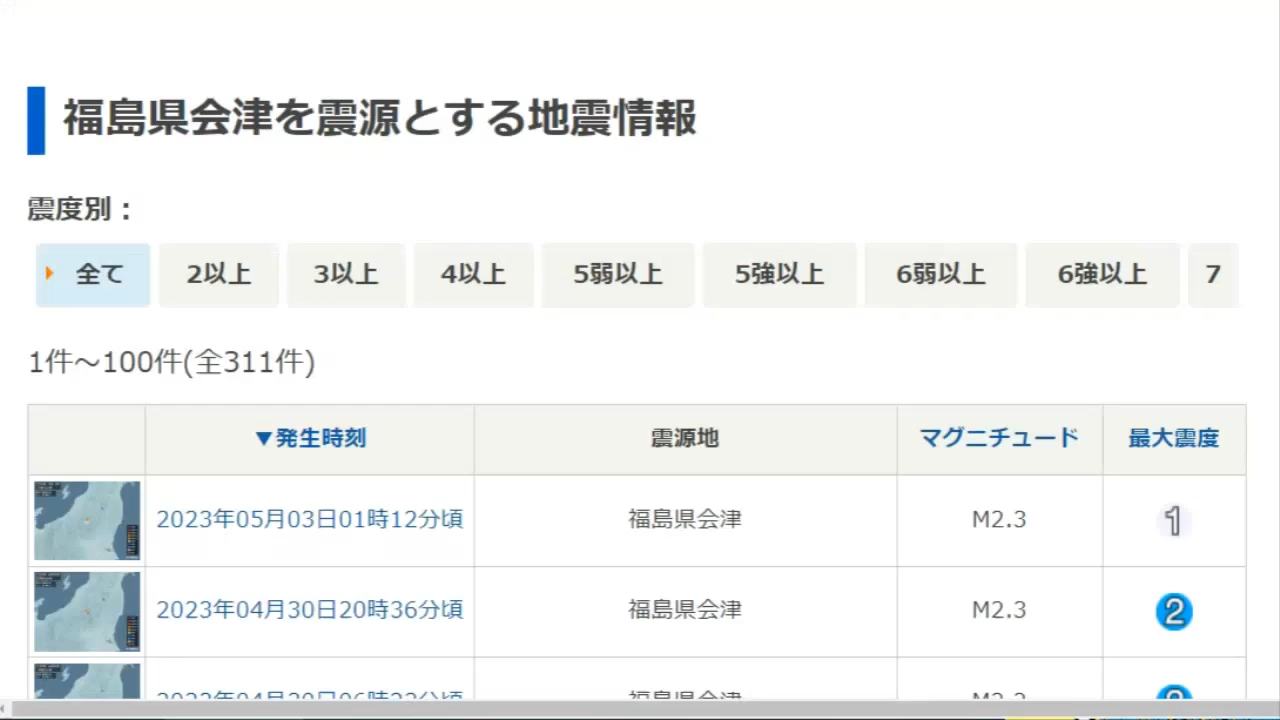 福島県会津を震源とする地震情報
震度別：
全て 2以上 3以上 4以上 5弱以上 5強以上 6弱以上 6強以上 7
1件～100件(全311件)
▼発生時刻 震源地 マグニチュード 最大震度
2023年05月03日01時12分頃 福島県会津 M2.3 1
2023年04月30日20時36分頃 福島県会津 M2.3 2
福島県会津